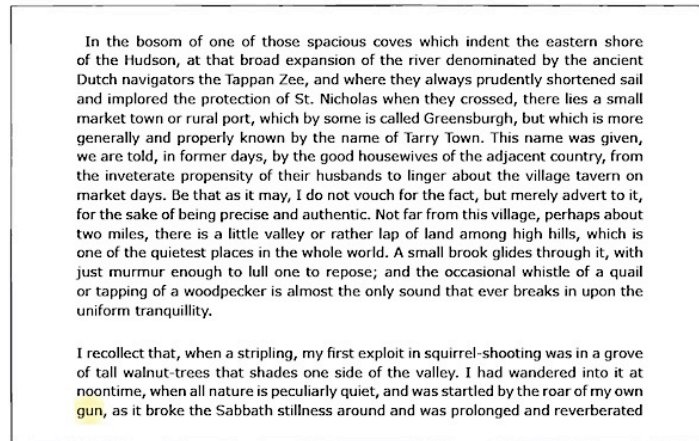 In the bosom of one of those spacious coves which indent the eastern shore
of the Hudson, at that broad expansion of the river denominated by the ancient
Dutch navigators the Tappan Zee, and where they always prudently shortened sail
and implored the protection of St. Nicholas when they crossed, there lies a small
market town or rural port, which by some is called Greensburgh, but which is more
generally and properly known by the name of Tarry Town. This name was given,
we are told, in former days, by the good housewives of the adjacent country, from
the inveterate propensity of their husbands to linger about the village tavern on
market days. Be that as it may, I do not vouch for the fact, but merely advert to it,
for the sake of being precise and authentic. Not far from this village, perhaps about
two miles, there is a little valley or rather lap of land among high hills, which is
one of the quietest places in the whole world. A small brook glides through it, with
just murmur enough to lull one to repose; and the occasional whistle of a quail
or tapping of a woodpecker is almost the only sound that ever breaks in upon the
uniform tranquillity.

I recollect that, when a stripling, my first exploit in squirrel-shooting was in a grove
of tall walnut-trees that shades one side of the valley. I had wandered into it at
noontime, when all nature is peculiarly quiet, and was startled by the roar of my own
gun, as it broke the Sabbath stillness around and was prolonged and reverberated